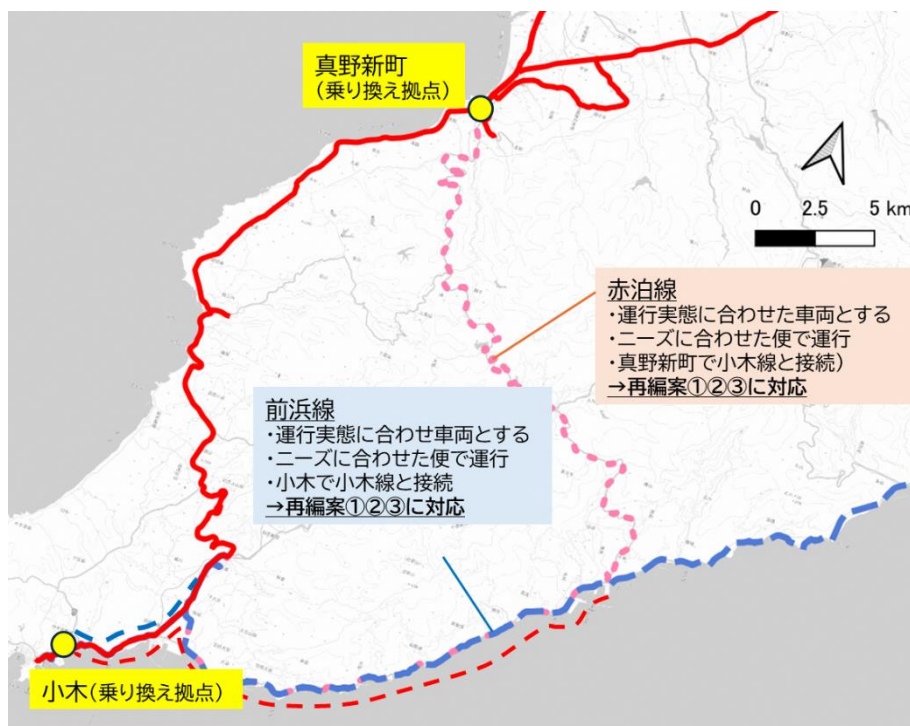 真野新町
(乗り換え拠点)
0 2.5 5 km
赤泊線
・運行実態に合わせた車両とする
・ニーズに合わせた便で運行
・真野新町で小木線と接続)
→再編案①②③に対応
前浜線
・運行実態に合わせ車両とする
・ニーズに合わせた便で運行
・小木で小木線と接続
→再編案①②③に対応
小木(乗り換え拠点)